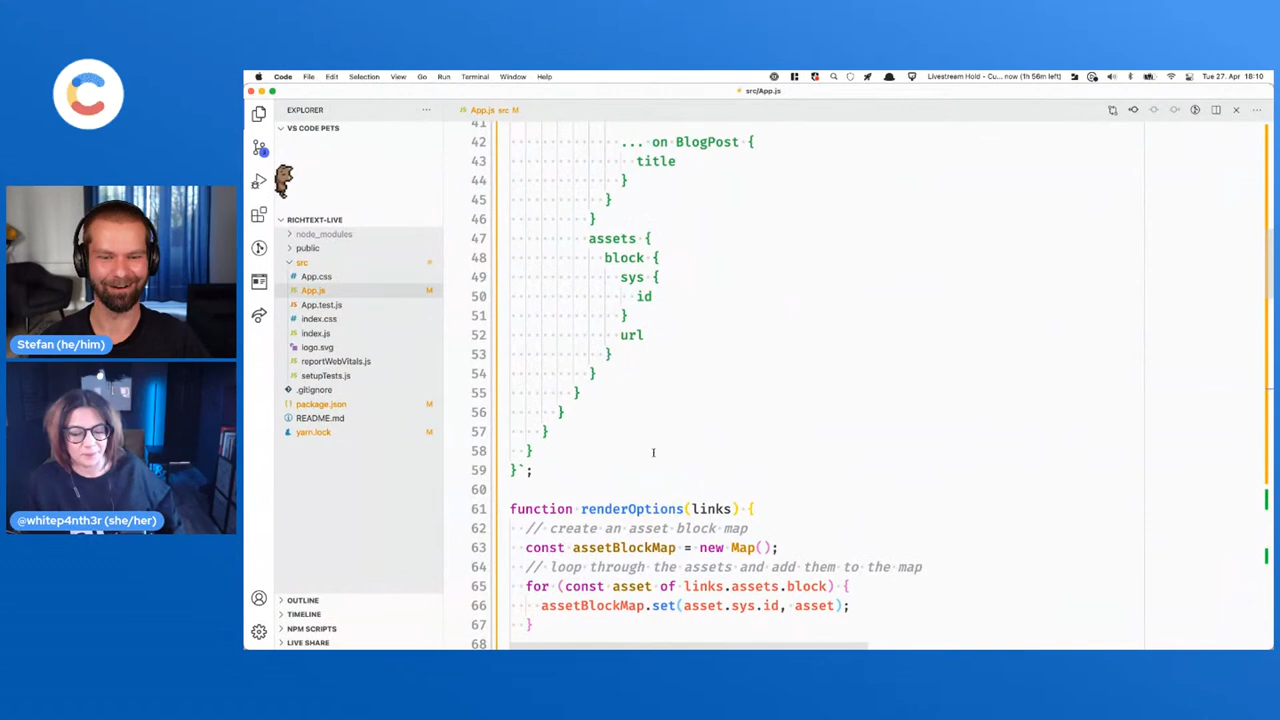 Code File Edit Selection View Go Run Terminal Window Help
Livestream Hold - Cu... now (1h 56m left)
Tue 27. Apr 18:10
src/App.js
EXPLORER
VS CODE PETS
RICHTEXT-LIVE
node_modules
public
src
App.css
App.js M
App.test.js
index.css
index.js
logo.svg
reportWebVitals.js
setupTests.js
.gitignore
package.json M
README.md
yarn.lock M
OUTLINE
TIMELINE
NPM SCRIPTS
LIVE SHARE
App.js src M
41
42 ... on BlogPost {
43 title
44 }
45 }
46 }
47 assets {
48 block {
49 sys {
50 id
51 }
52 url
53 }
54 }
55 }
56 }
57 }
58 }
59 }`;
60
61 function renderOptions(links) {
62 // create an asset block map
63 const assetBlockMap = new Map();
64 // loop through the assets and add them to the map
65 for (const asset of links.assets.block) {
66 assetBlockMap.set(asset.sys.id, asset);
67 }
68
Stefan (he/him)
@whitep4nth3r (she/her)